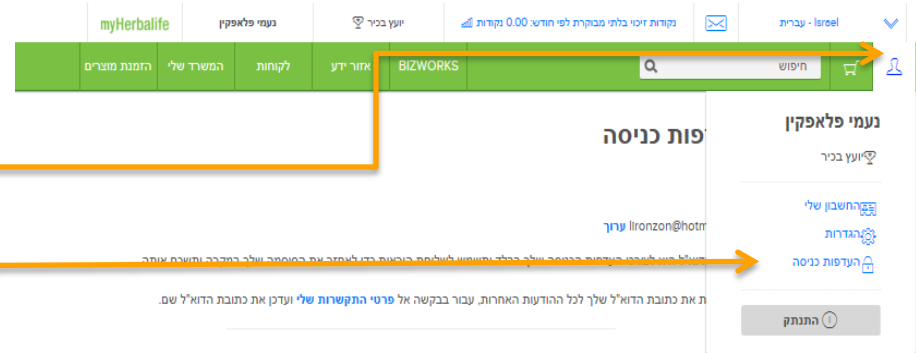 Israel - עברית
נקודות זיכוי בלתי מבוקרת לפי חודש: 0.00 נקודות
יועץ בכיר
נעמי פלאפקין
myHerbalife
חיפוש
BIZWORKS
אזור ידע
לקוחות
המשרד שלי
הזמנת מוצרים
נעמי פלאפקין
יועץ בכיר
החשבון שלי
הגדרות
העדפות כניסה
התנתק
פות כניסה
lironzon@hotm ערוך
ת את כתובת הדוא"ל שלך לכל ההודעות האחרות, עבור בבקשה אל פרטי התקשרות שלי ועדכן את כתובת הדוא"ל שם.